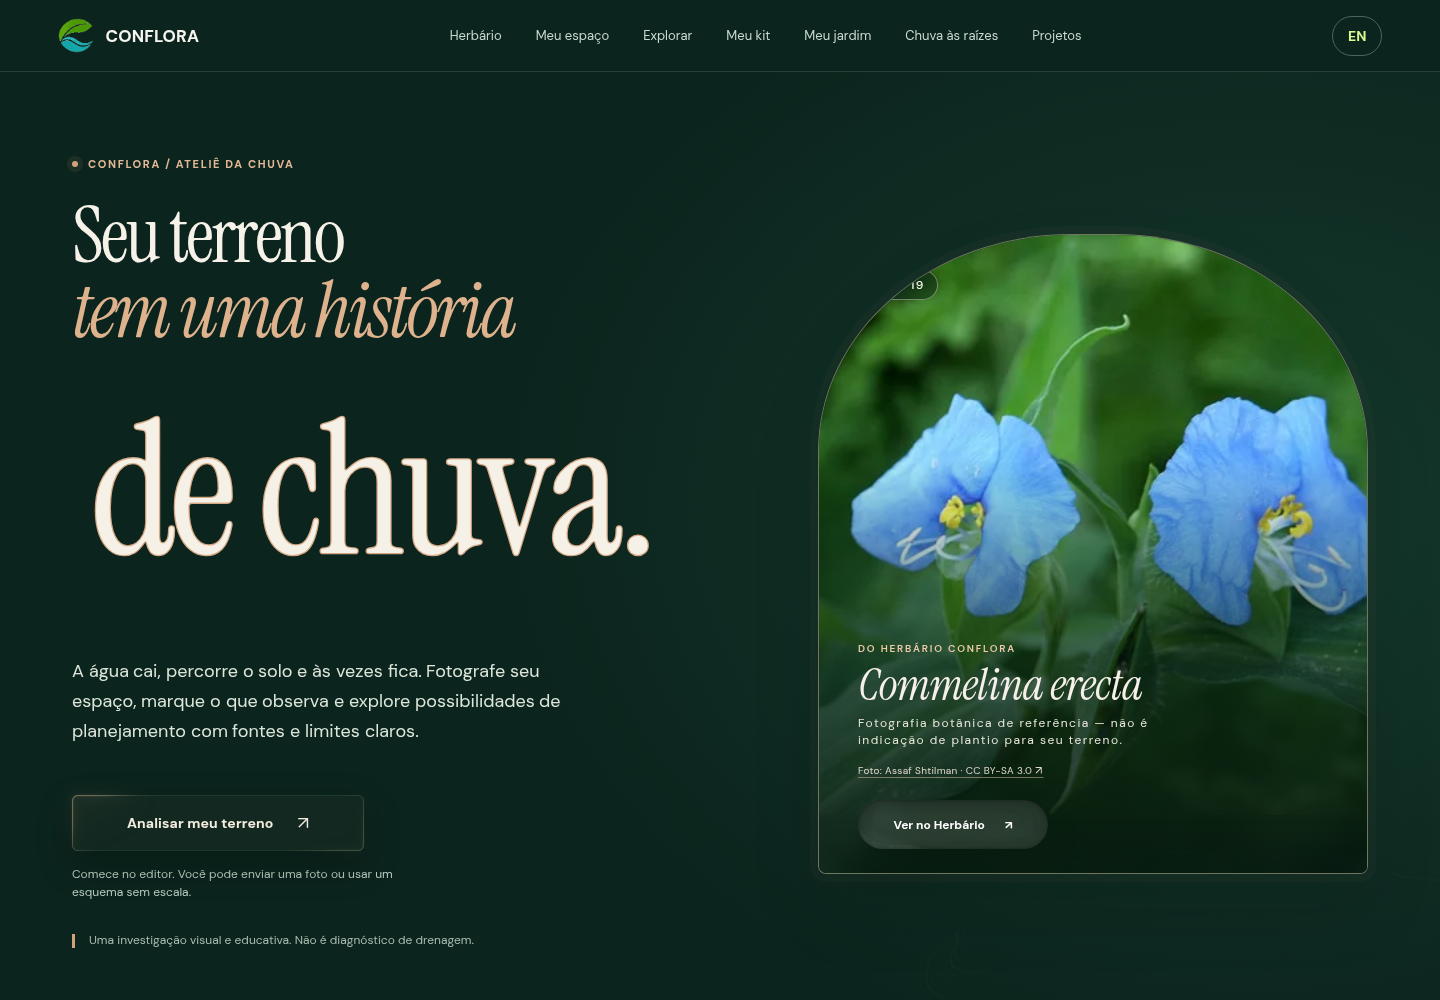 CONFLORA
Herbário
Meu espaço
Explorar
Meu kit
Meu jardim
Chuva às raízes
Projetos
EN
CONFLORA / ATELIÊ DA CHUVA
Seu terreno
tem uma história
de chuva.
A água cai, percorre o solo e às vezes fica. Fotografe seu
espaço, marque o que observa e explore possibilidades de
planejamento com fontes e limites claros.
Analisar meu terreno
Comece no editor. Você pode enviar uma foto ou usar um
esquema sem escala.
Uma investigação visual e educativa. Não é diagnóstico de drenagem.
DO HERBÁRIO CONFLORA
Commelina erecta
Fotografia botânica de referência — não é
indicação de plantio para seu terreno.
Foto: Assaf Shtilman · CC BY-SA 3.0
Ver no Herbário